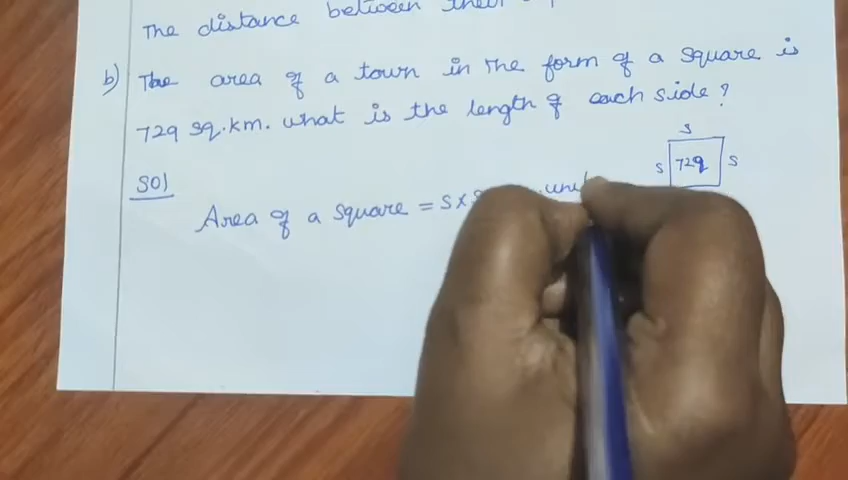 The distance between their
b) The area of a town in the form of a square is
729 sq.km. what is the length of each side?
s
s 729 s
Sol
Area of a square = s×s